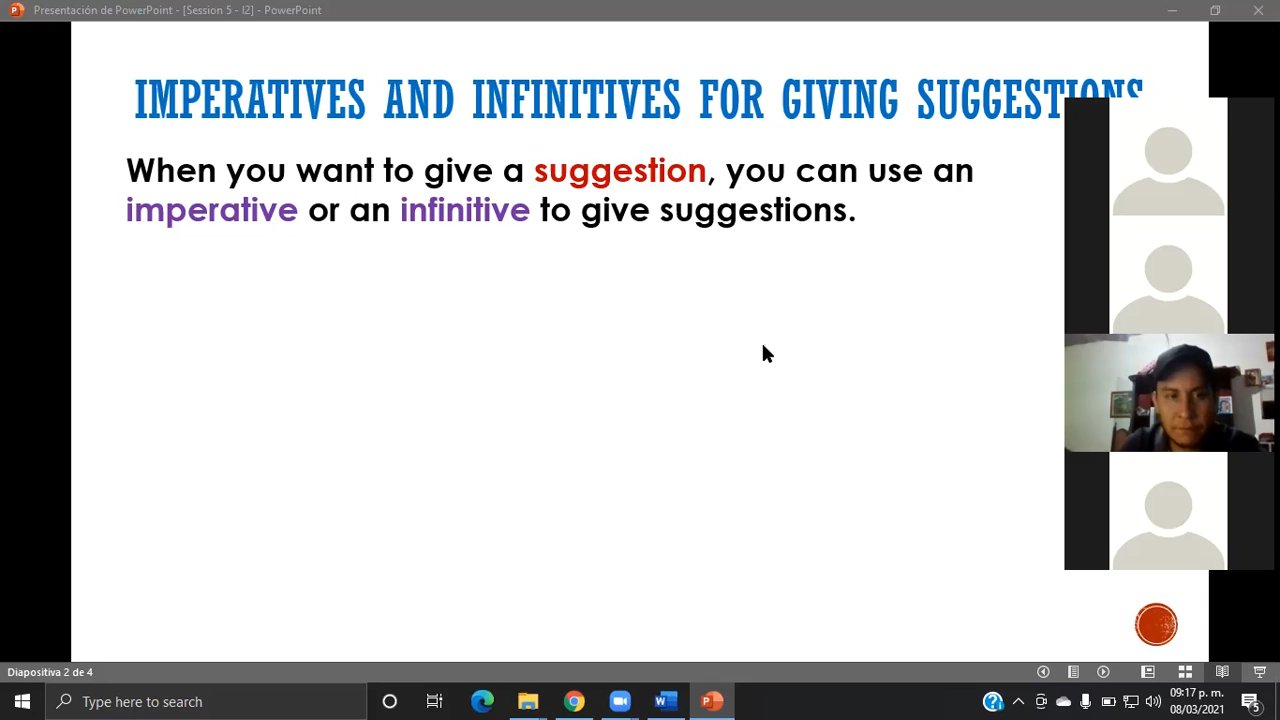 Presentación de PowerPoint - [Session 5 - I2] - PowerPoint
IMPERATIVES AND INFINITIVES FOR GIVING SUGGESTIONS
When you want to give a suggestion, you can use an
imperative or an infinitive to give suggestions.
Diapositiva 2 de 4
Type here to search
09:17 p. m.
08/03/2021
5